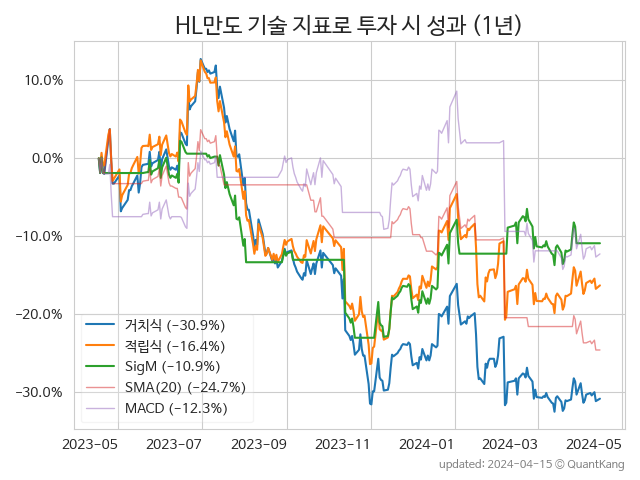 HL만도 기술 지표로 투자 시 성과 (1년)
10.0%
0.0%
−10.0%
−20.0%
−30.0%
거치식 (−30.9%)
적립식 (−16.4%)
SigM (−10.9%)
SMA(20) (−24.7%)
MACD (−12.3%)
2023-05 2023-07 2023-09 2023-11 2024-01 2024-03 2024-05
updated: 2024-04-15 © QuantKang